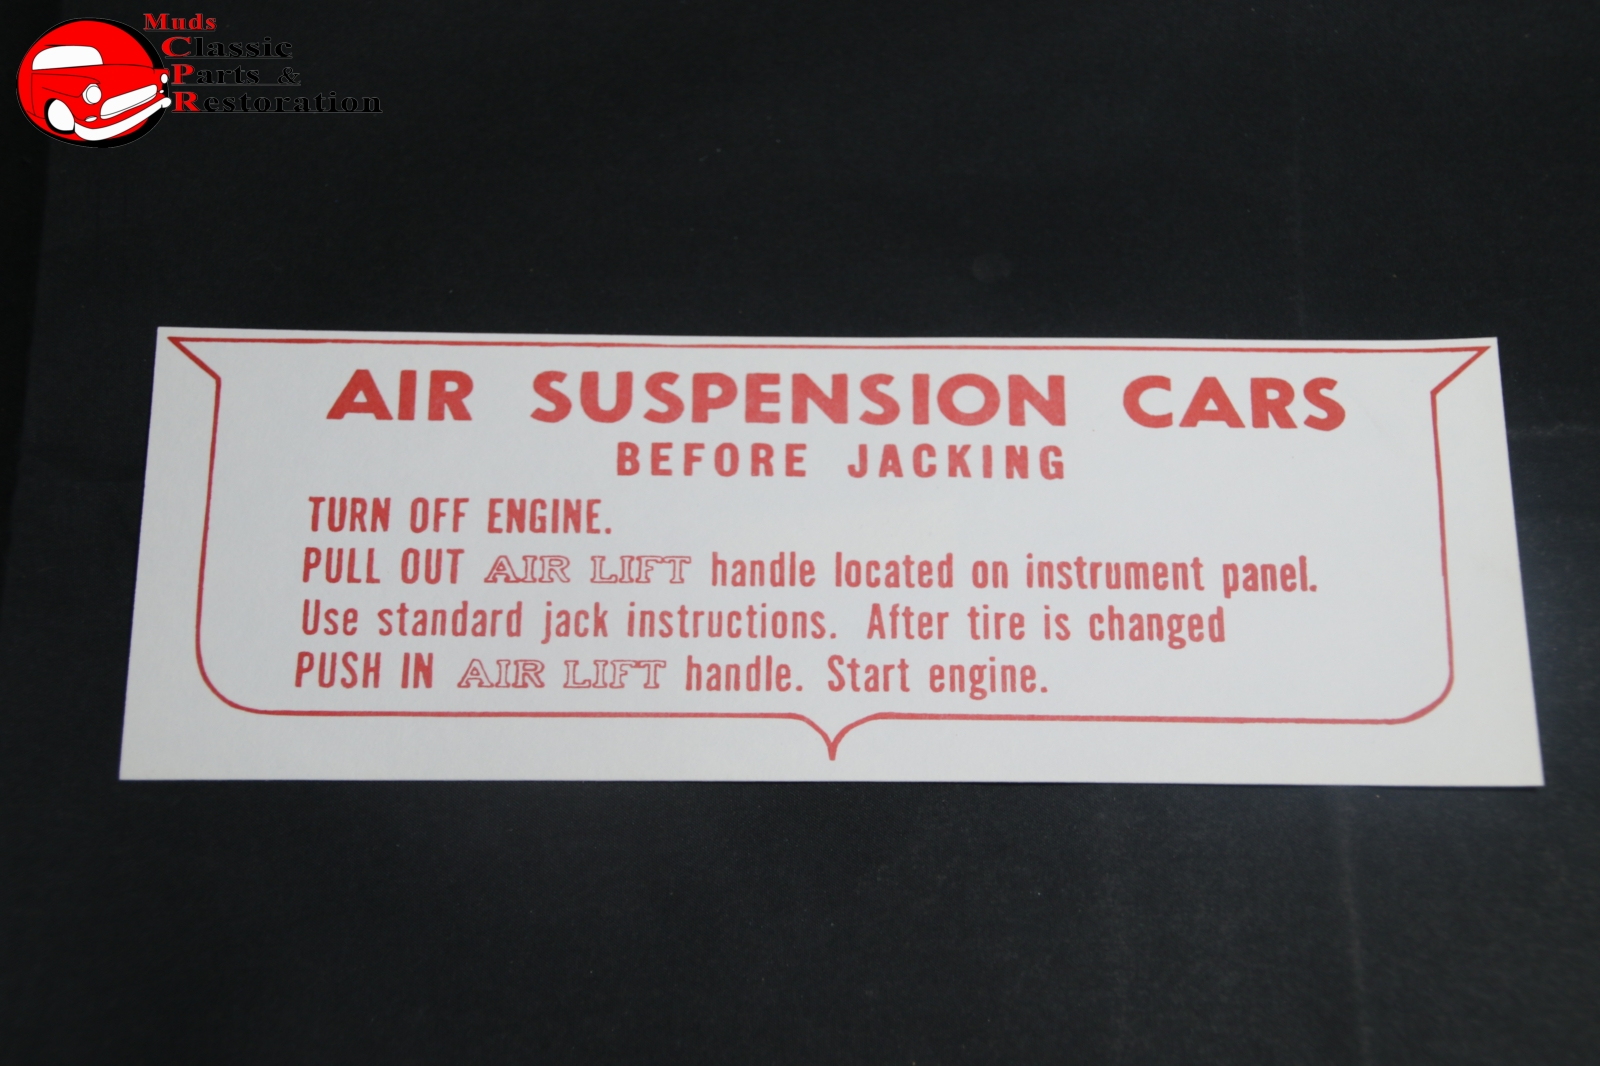 Muds
Classic
Parts &
Restoration
AIR SUSPENSION CARS
BEFORE JACKING
TURN OFF ENGINE.
PULL OUT AIR LIFT handle located on instrument panel.
Use standard jack instructions. After tire is changed
PUSH IN AIR LIFT handle. Start engine.